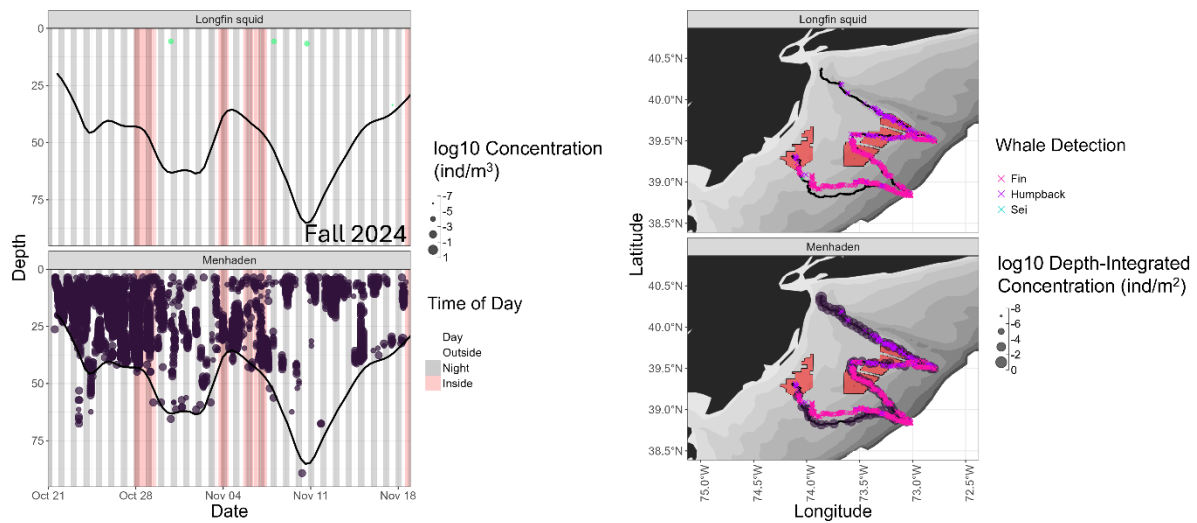 Longfin squid
0
25
50
75
Fall 2024
Menhaden
0
25
50
75
Depth
Oct 21
Oct 28
Nov 04
Nov 11
Nov 18
Date
log10 Concentration
(ind/m³)
-7
-5
-3
-1
1
Time of Day
Day
Outside
Night
Inside
Longfin squid
40.5°N
40.0°N
39.5°N
39.0°N
38.5°N
Menhaden
40.5°N
40.0°N
39.5°N
39.0°N
38.5°N
Latitude
75.0°W
74.5°W
74.0°W
73.5°W
73.0°W
72.5°W
Longitude
Whale Detection
Fin
Humpback
Sei
log10 Depth-Integrated
Concentration (ind/m²)
-8
-6
-4
-2
0